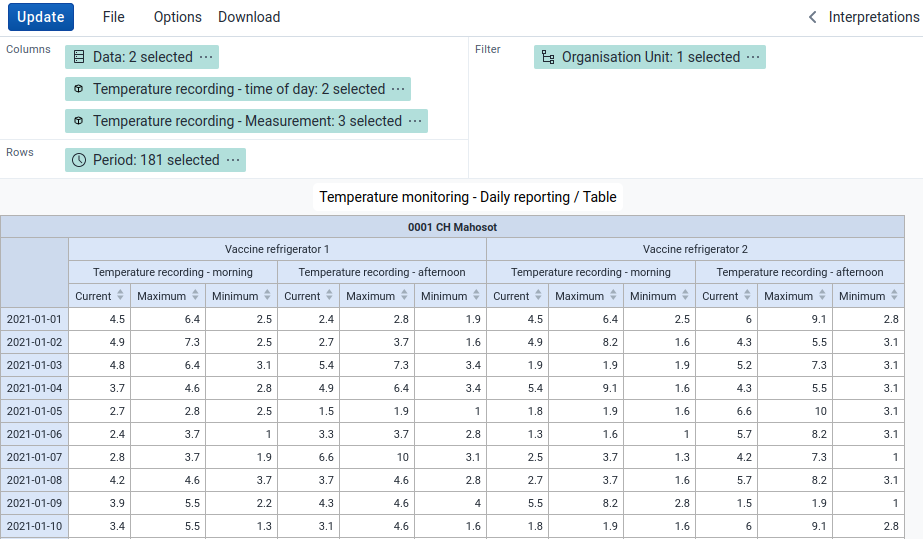 Update File Options Download Interpretations
Columns Data: 2 selected ··· Filter Organisation Unit: 1 selected ···
Temperature recording - time of day: 2 selected ···
Temperature recording - Measurement: 3 selected ···
Rows Period: 181 selected ···
Temperature monitoring - Daily reporting / Table
0001 CH Mahosot
Vaccine refrigerator 1 Vaccine refrigerator 2
Temperature recording - morning Temperature recording - afternoon Temperature recording - morning Temperature recording - afternoon
Current Maximum Minimum Current Maximum Minimum Current Maximum Minimum Current Maximum Minimum
2021-01-01 4.5 6.4 2.5 2.4 2.8 1.9 4.5 6.4 2.5 6 9.1 2.8
2021-01-02 4.9 7.3 2.5 2.7 3.7 1.6 4.9 8.2 1.6 4.3 5.5 3.1
2021-01-03 4.8 6.4 3.1 5.4 7.3 3.4 1.9 1.9 1.9 5.2 7.3 3.1
2021-01-04 3.7 4.6 2.8 4.9 6.4 3.4 5.4 9.1 1.6 4.3 5.5 3.1
2021-01-05 2.7 2.8 2.5 1.5 1.9 1 1.8 1.9 1.6 6.6 10 3.1
2021-01-06 2.4 3.7 1 3.3 3.7 2.8 1.3 1.6 1 5.7 8.2 3.1
2021-01-07 2.8 3.7 1.9 6.6 10 3.1 2.5 3.7 1.3 4.2 7.3 1
2021-01-08 4.2 4.6 3.7 3.7 4.6 2.8 2.7 3.7 1.6 5.7 8.2 3.1
2021-01-09 3.9 5.5 2.2 4.3 4.6 4 5.5 8.2 2.8 1.5 1.9 1
2021-01-10 3.4 5.5 1.3 3.1 4.6 1.6 1.8 1.9 1.6 6 9.1 2.8